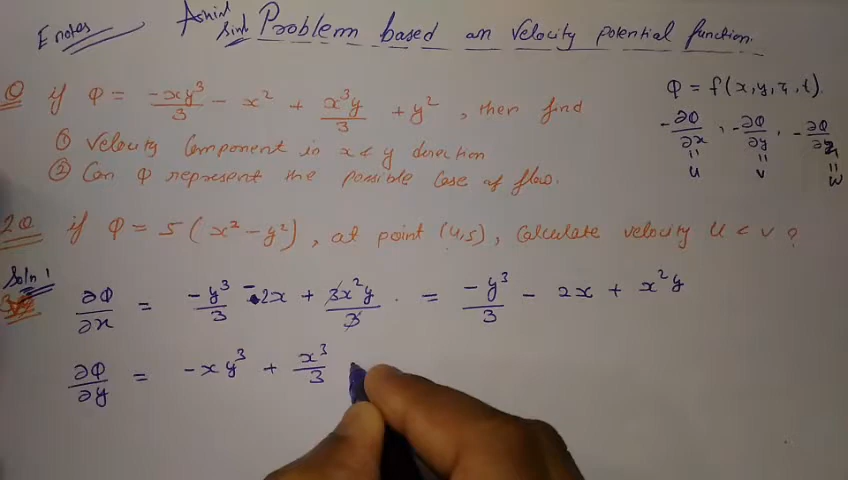 E notes
Ashish
Sinh
Problem based an velocity potential function.
Q if φ = -xy³/3 - x² + x³y/3 + y², then find
① Velocity Component in x & y direction
② Can φ represent the possible Case of flow.
φ = f(x, y, z, t).
-∂φ/∂x, -∂φ/∂y, -∂φ/∂z
= = =
u v w
2Q. if φ = 5(x² - y²), at point (4,5), Calculate velocity u & v ?
Soln 1
∂φ/∂x = -y³/3 - 2x + 3x²y/3 . = -y³/3 - 2x + x²y
∂φ/∂y = -xy³ + x³/3